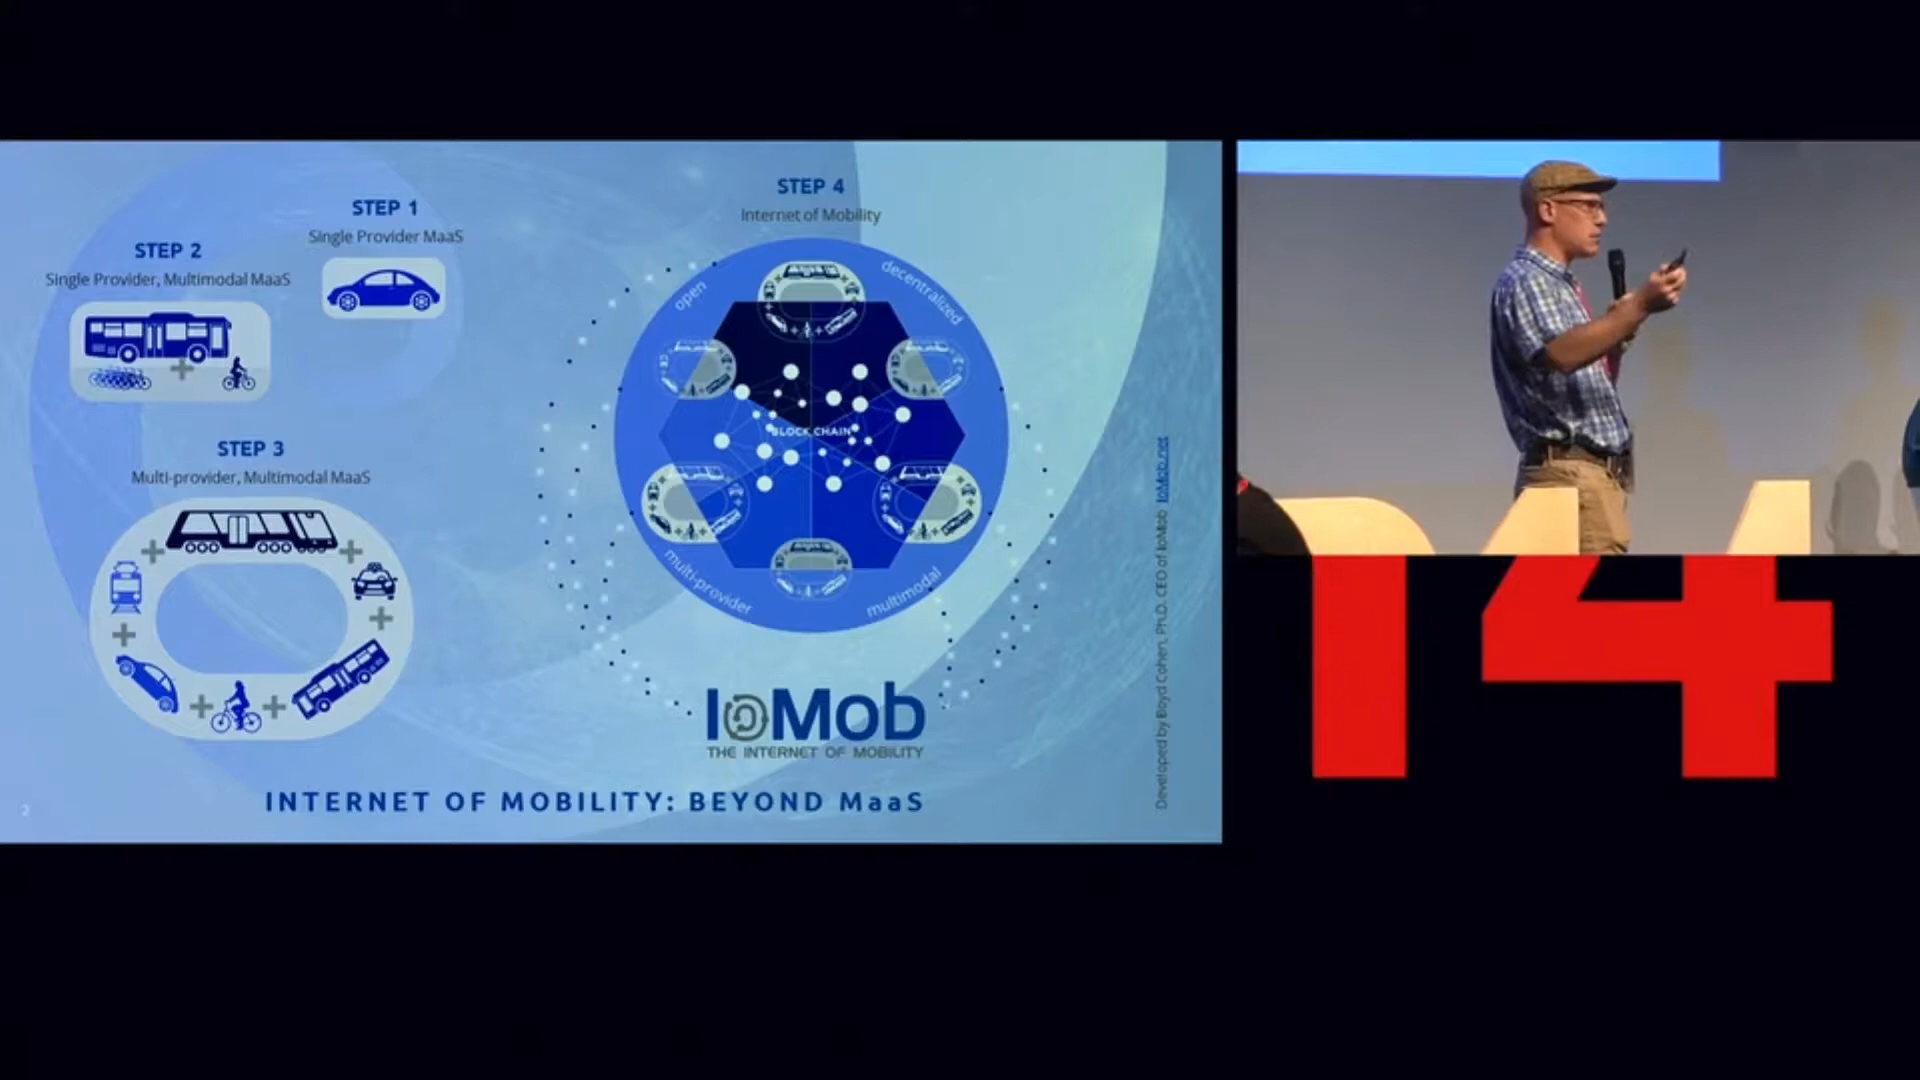 STEP 1
Single Provider MaaS
STEP 2
Single Provider, Multimodal MaaS
STEP 3
Multi-provider, Multimodal MaaS
STEP 4
Internet of Mobility
open
decentralized
BLOCKCHAIN
multi-provider
multimodal
IoMob
THE INTERNET OF MOBILITY
INTERNET OF MOBILITY: BEYOND MaaS
Developed by Boyd Cohen, Ph.D. CEO of IoMob IoMob.net
2
14